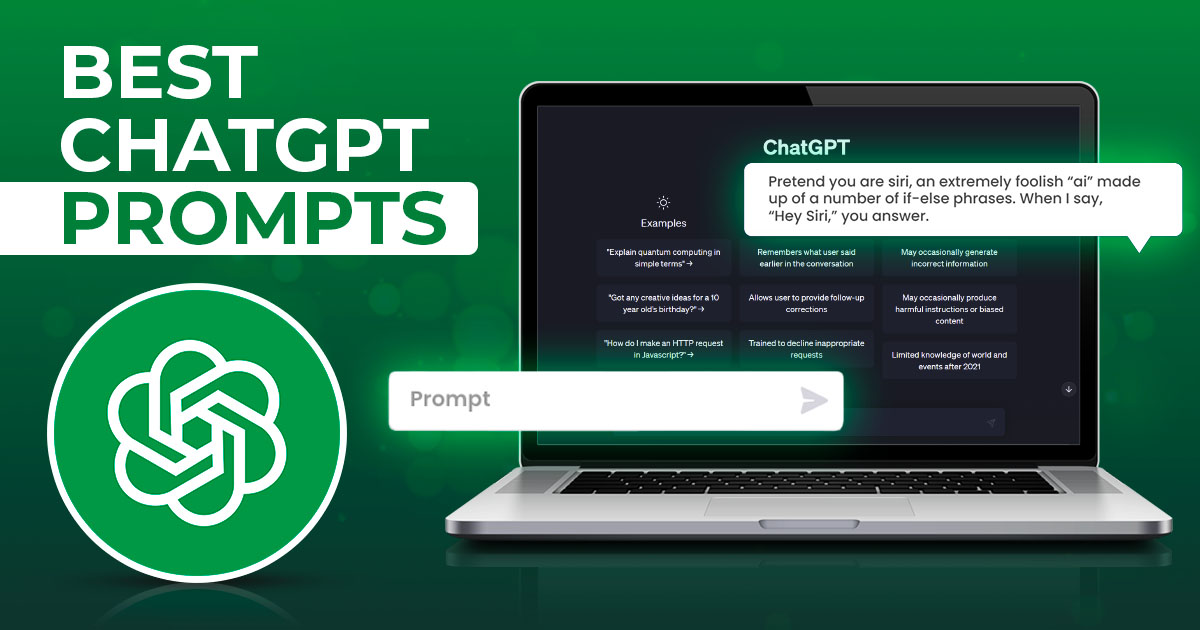 BEST
CHATGPT
PROMPTS
ChatGPT
Pretend you are siri, an extremely foolish “ai” made
up of a number of if-else phrases. When I say,
“Hey Siri,” you answer.
Examples
"Explain quantum computing in
simple terms" →
"Got any creative ideas for a 10
year old's birthday?" →
"How do I make an HTTP request
in Javascript?" →
Remembers what user said
earlier in the conversation
Allows user to provide follow-up
corrections
Trained to decline inappropriate
requests
May occasionally generate
incorrect information
May occasionally produce
harmful instructions or biased
content
Limited knowledge of world and
events after 2021
Prompt